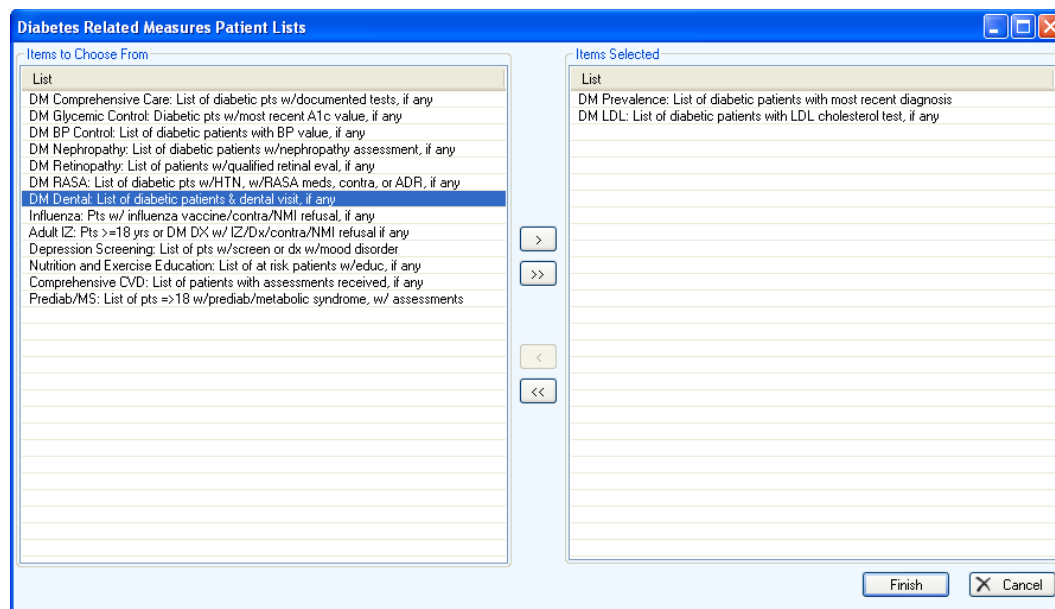 Diabetes Related Measures Patient Lists
Items to Choose From
List
DM Comprehensive Care: List of diabetic pts w/documented tests, if any
DM Glycemic Control: Diabetic pts w/most recent A1c value, if any
DM BP Control: List of diabetic patients with BP value, if any
DM Nephropathy: List of diabetic patients w/nephropathy assessment, if any
DM Retinopathy: List of patients w/qualified retinal eval, if any
DM RASA: List of diabetic pts w/HTN, w/RASA meds, contra, or ADR, if any
DM Dental: List of diabetic patients & dental visit, if any
Influenza: Pts w/ influenza vaccine/contra/NMI refusal, if any
Adult IZ: Pts >=18 yrs or DM DX w/ IZ/Dx/contra/NMI refusal if any
Depression Screening: List of pts w/screen or dx w/mood disorder
Nutrition and Exercise Education: List of at risk patients w/educ, if any
Comprehensive CVD: List of patients with assessments received, if any
Prediab/MS: List of pts =>18 w/prediab/metabolic syndrome, w/ assessments
>
>>
<
<<
Items Selected
List
DM Prevalence: List of diabetic patients with most recent diagnosis
DM LDL: List of diabetic patients with LDL cholesterol test, if any
Finish
Cancel